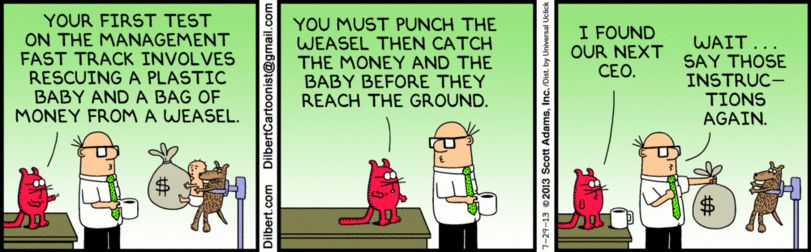 YOUR FIRST TEST
ON THE MANAGEMENT
FAST TRACK INVOLVES
RESCUING A PLASTIC
BABY AND A BAG OF
MONEY FROM A WEASEL.
$
Dilbert.com DilbertCartoonist@gmail.com
YOU MUST PUNCH THE
WEASEL THEN CATCH
THE MONEY AND THE
BABY BEFORE THEY
REACH THE GROUND.
7-29-13 ©2013 Scott Adams, Inc. /Dist. by Universal Uclick
I FOUND
OUR NEXT
CEO.
WAIT...
SAY THOSE
INSTRUC-
TIONS
AGAIN.
$